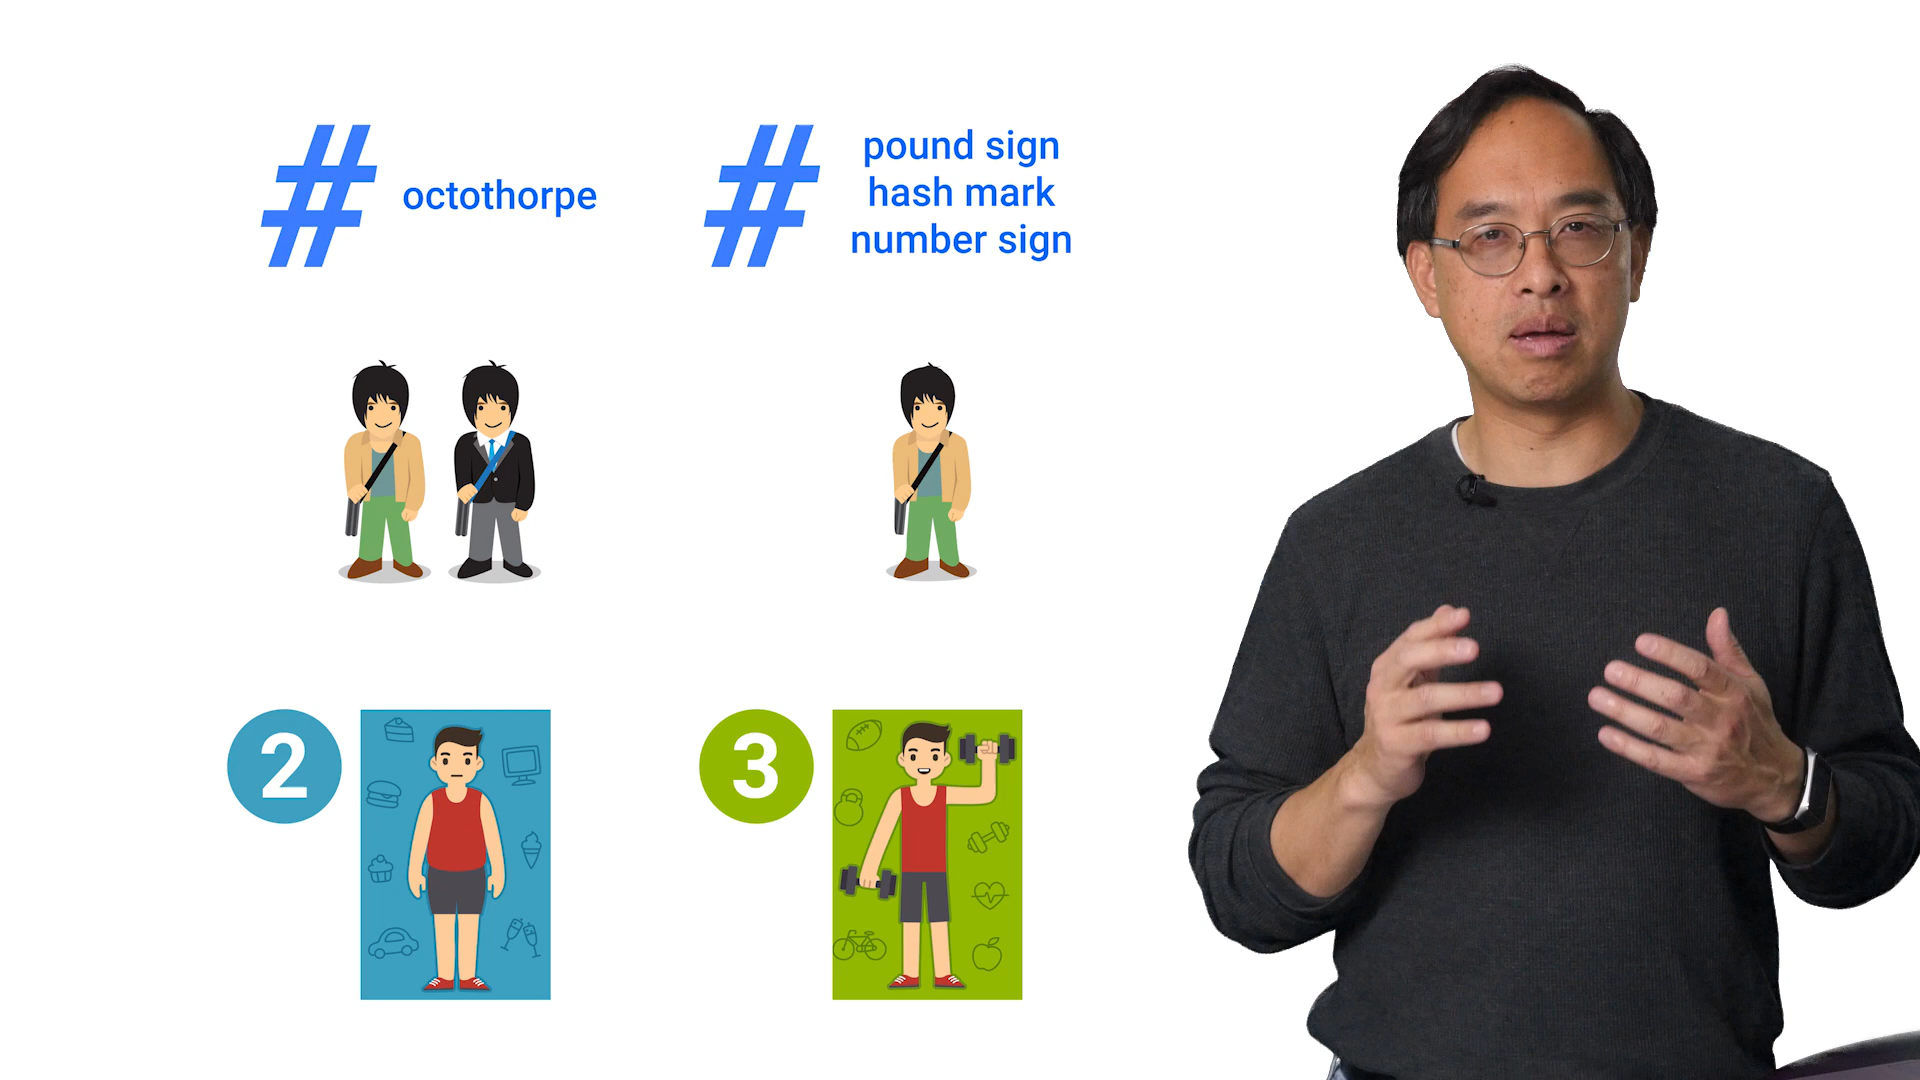 # octothorpe
# pound sign
hash mark
number sign
2
3